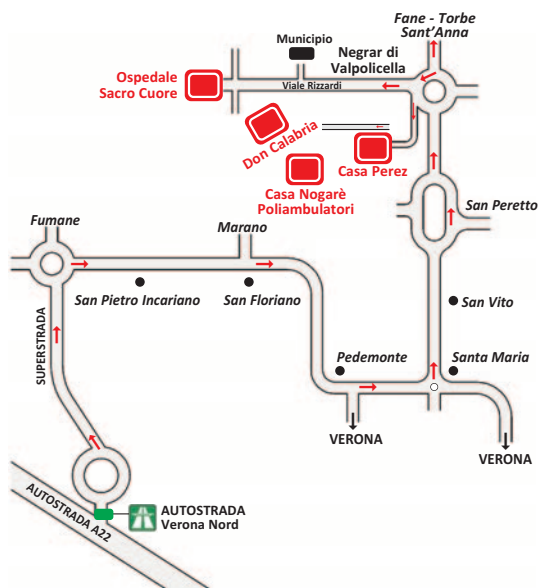 Fane - Torbe
Sant'Anna
Municipio
Negrar di
Valpolicella
Ospedale
Sacro Cuore
Viale Rizzardi
Don Calabria
Casa Perez
Casa Nogarè
Poliambulatori
San Peretto
Fumane
Marano
San Pietro Incariano
San Floriano
San Vito
SUPERSTRADA
Pedemonte
Santa Maria
VERONA
VERONA
AUTOSTRADA A22
AUTOSTRADA
Verona Nord